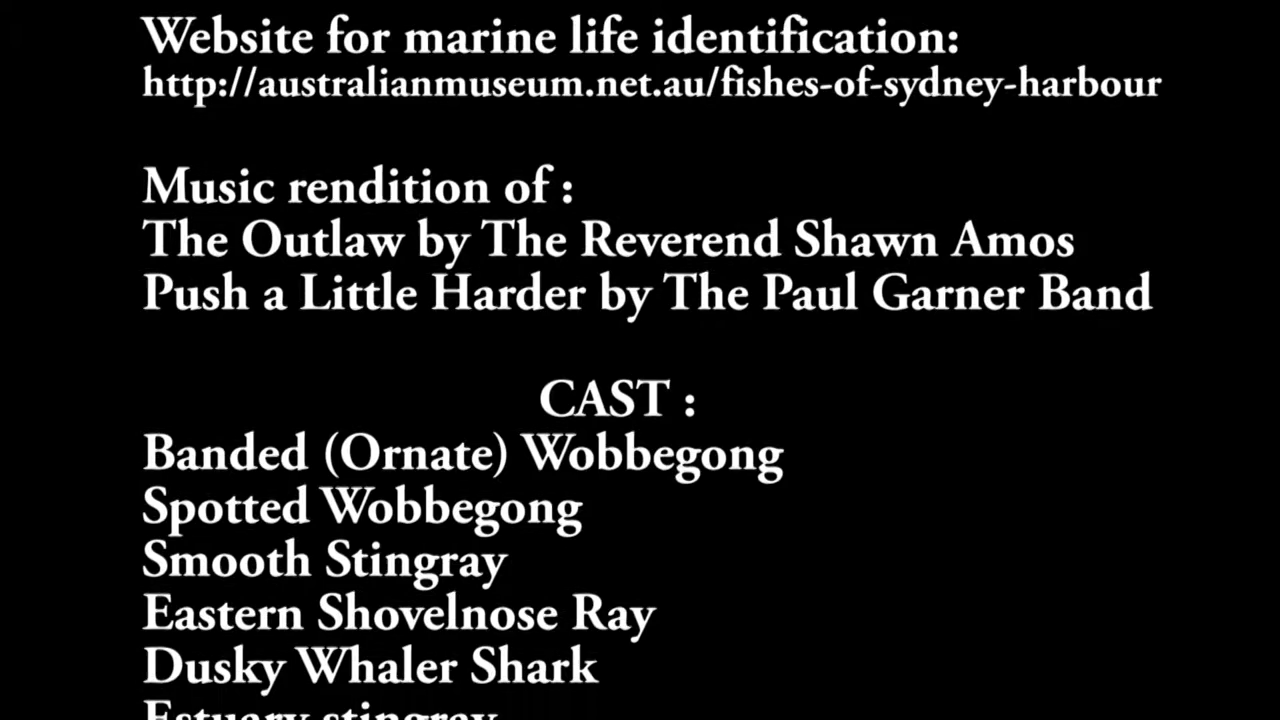 Website for marine life identification:
http://australianmuseum.net.au/fishes-of-sydney-harbour
Music rendition of :
The Outlaw by The Reverend Shawn Amos
Push a Little Harder by The Paul Garner Band
CAST :
Banded (Ornate) Wobbegong
Spotted Wobbegong
Smooth Stingray
Eastern Shovelnose Ray
Dusky Whaler Shark
Estuary stingray